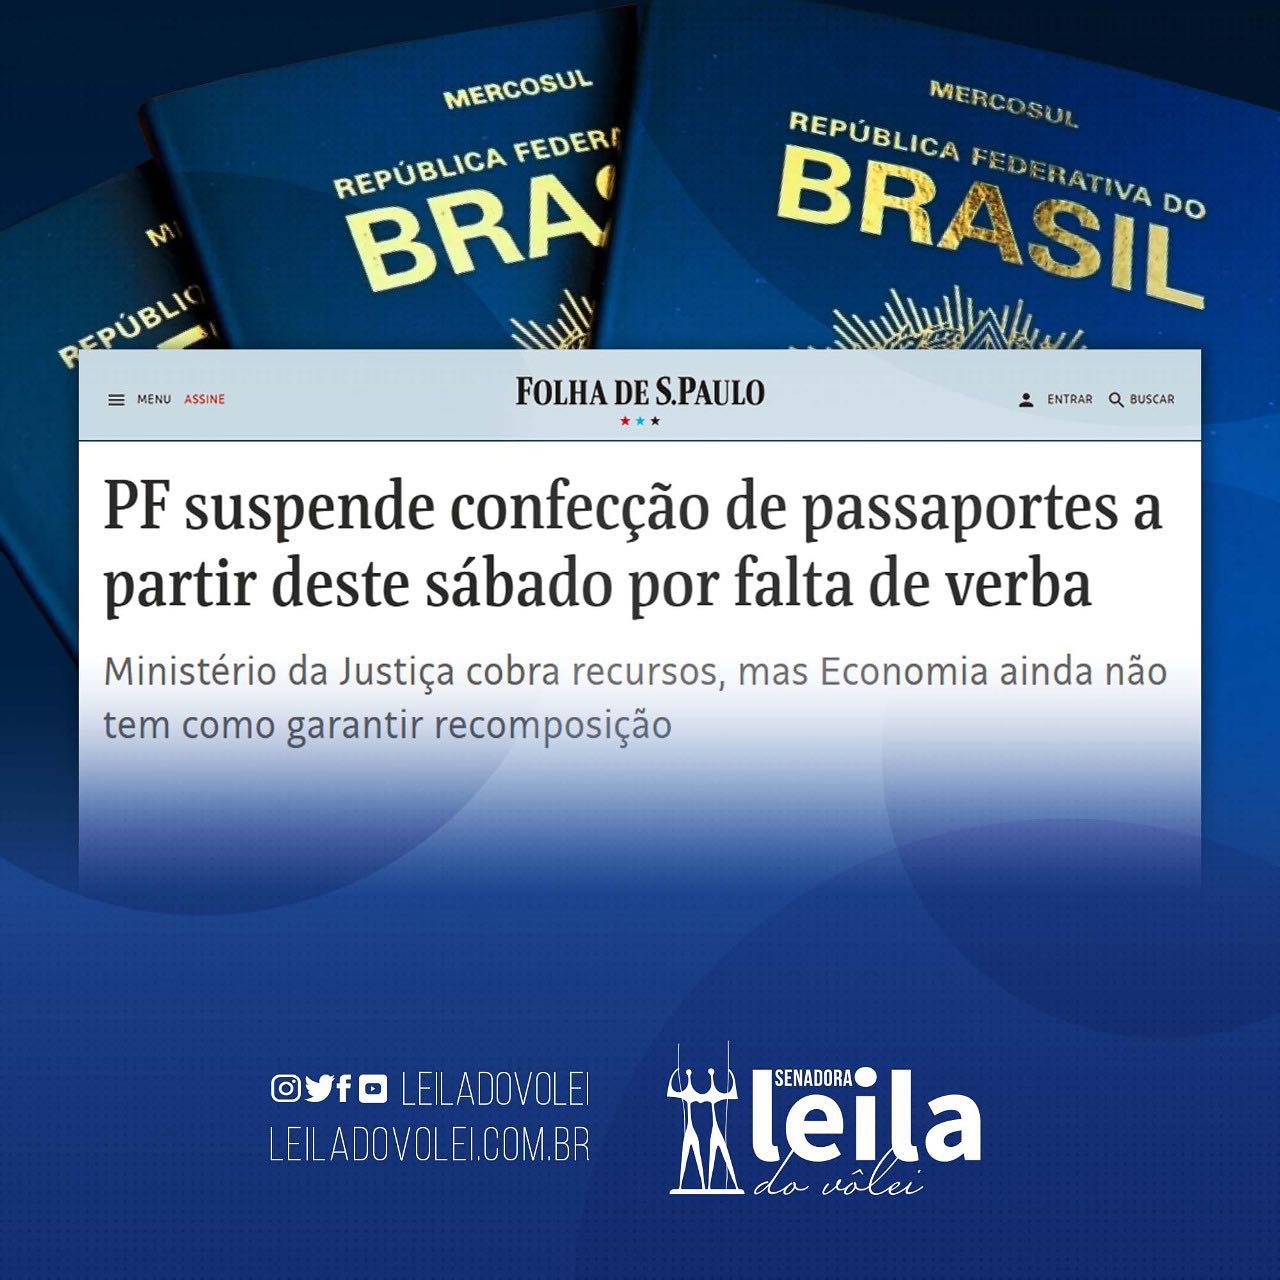 MERCOSUL
REPÚBLICA FEDERATIVA DO
BRASIL
MERCOSUL
REPÚBLICA FEDERA
BRAS
M
REPÚBLIC
MENU ASSINE
FOLHA DE S.PAULO
ENTRAR BUSCAR
PF suspende confecção de passaportes a
partir deste sábado por falta de verba
Ministério da Justiça cobra recursos, mas Economia ainda não
tem como garantir recomposição
LEILADOVOLEI
LEILADOVOLEI.COM.BR
SENADORA
leila
do vôlei